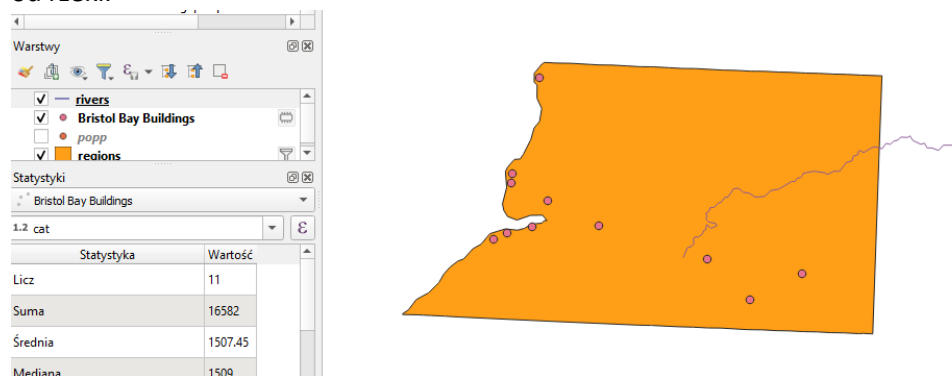 Warstwy
rivers
Bristol Bay Buildings
popp
regions
Statystyki
Bristol Bay Buildings
1.2 cat
ε
Statystyka Wartość
Licz 11
Suma 16582
Średnia 1507.45
Mediana 1509